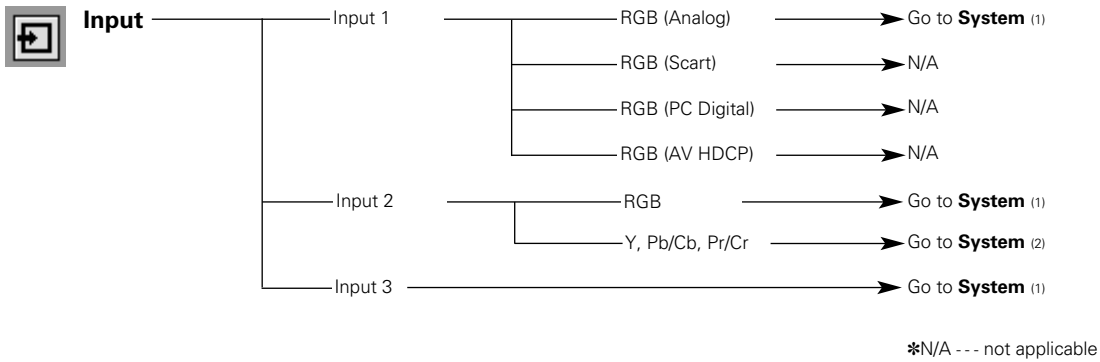 Input Input 1 RGB (Analog) Go to System (1)
RGB (Scart) N/A
RGB (PC Digital) N/A
RGB (AV HDCP) N/A
Input 2 RGB Go to System (1)
Y, Pb/Cb, Pr/Cr Go to System (2)
Input 3 Go to System (1)
✽N/A --- not applicable